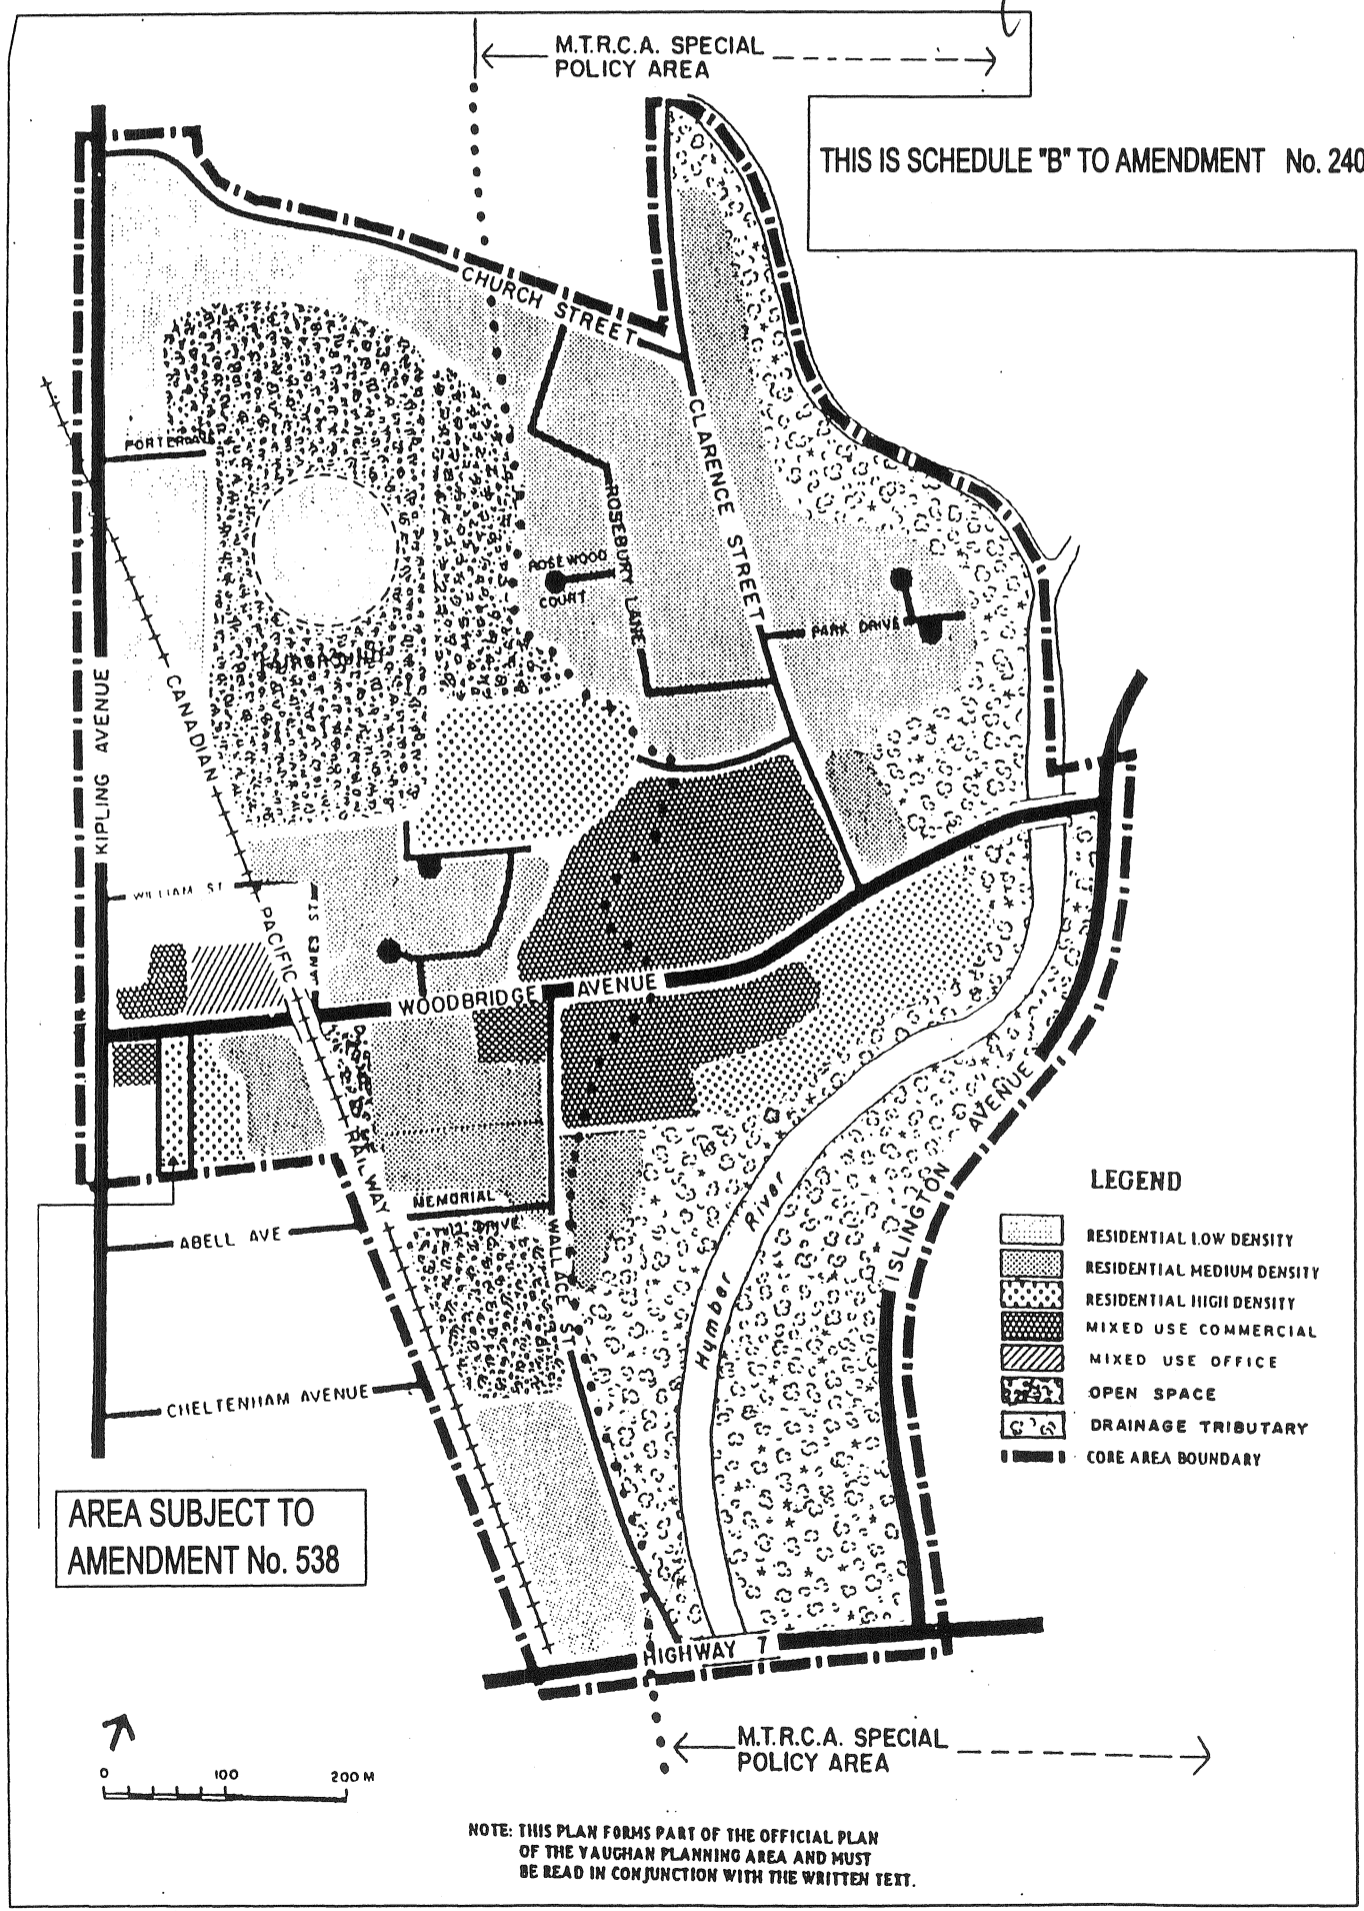 M.T.R.C.A. SPECIAL
POLICY AREA
THIS IS SCHEDULE "B" TO AMENDMENT No. 240
CHURCH STREET
CLARENCE STREET
ROSEBURY LANE
ROSEWOOD
COURT
PARK DRIVE
KIPLING AVENUE
CANADIAN
PACIFIC
RAILWAY
WILLIAM ST
JAMES ST
WOODBRIDGE AVENUE
MEMORIAL
DRIVE
WALLACE ST
ABELL AVE
CHELTENHAM AVENUE
Humber River
ISLINGTON AVENUE
HIGHWAY 7
LEGEND
RESIDENTIAL LOW DENSITY
RESIDENTIAL MEDIUM DENSITY
RESIDENTIAL HIGH DENSITY
MIXED USE COMMERCIAL
MIXED USE OFFICE
OPEN SPACE
DRAINAGE TRIBUTARY
CORE AREA BOUNDARY
AREA SUBJECT TO
AMENDMENT No. 538
0 100 200 M
M.T.R.C.A. SPECIAL
POLICY AREA
NOTE: THIS PLAN FORMS PART OF THE OFFICIAL PLAN
OF THE VAUGHAN PLANNING AREA AND MUST
BE READ IN CONJUNCTION WITH THE WRITTEN TEXT.